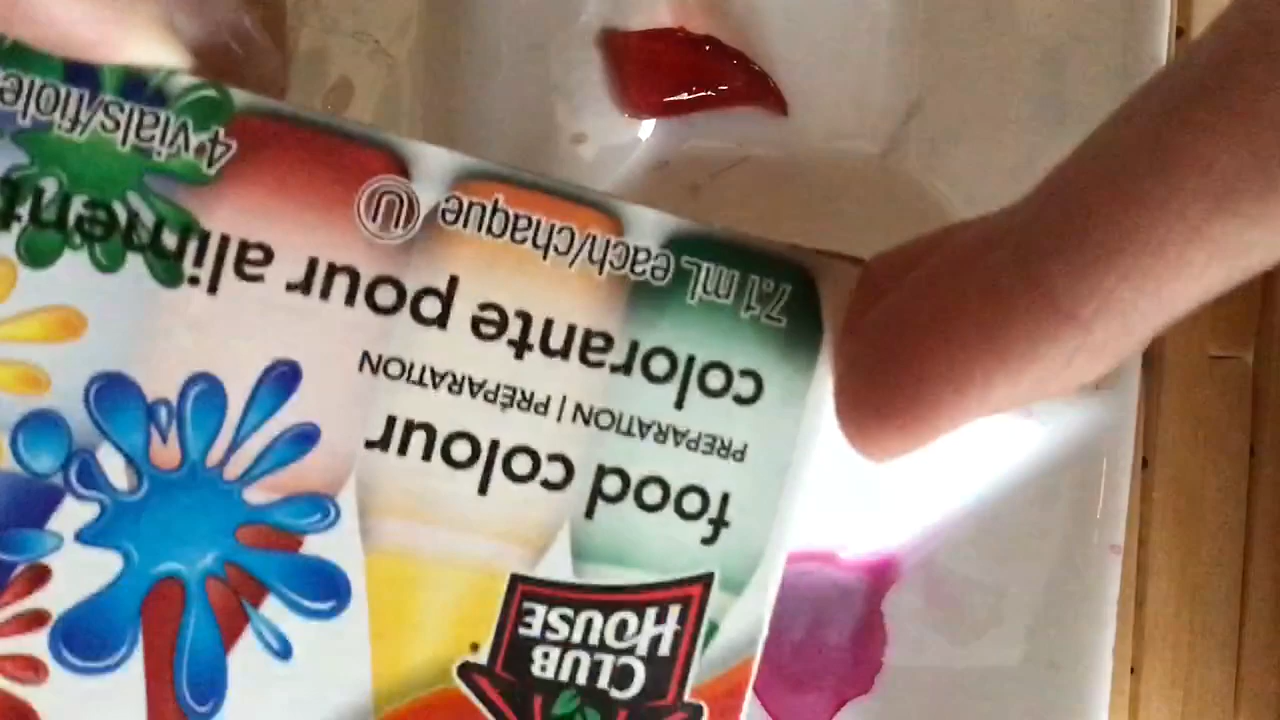 CLUB
HOUSE
food colour
PREPARATION | PRÉPARATION
colorante pour aliment
7.1 mL each/chaque U
4 vials/fiole